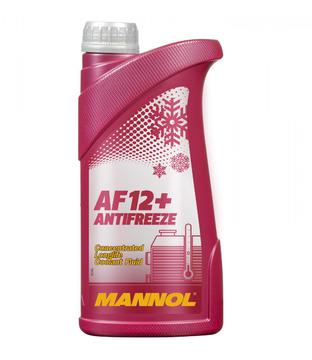 AF12+
ANTIFREEZE
Concentrated
Longlife
Coolant Fluid
MANNOL